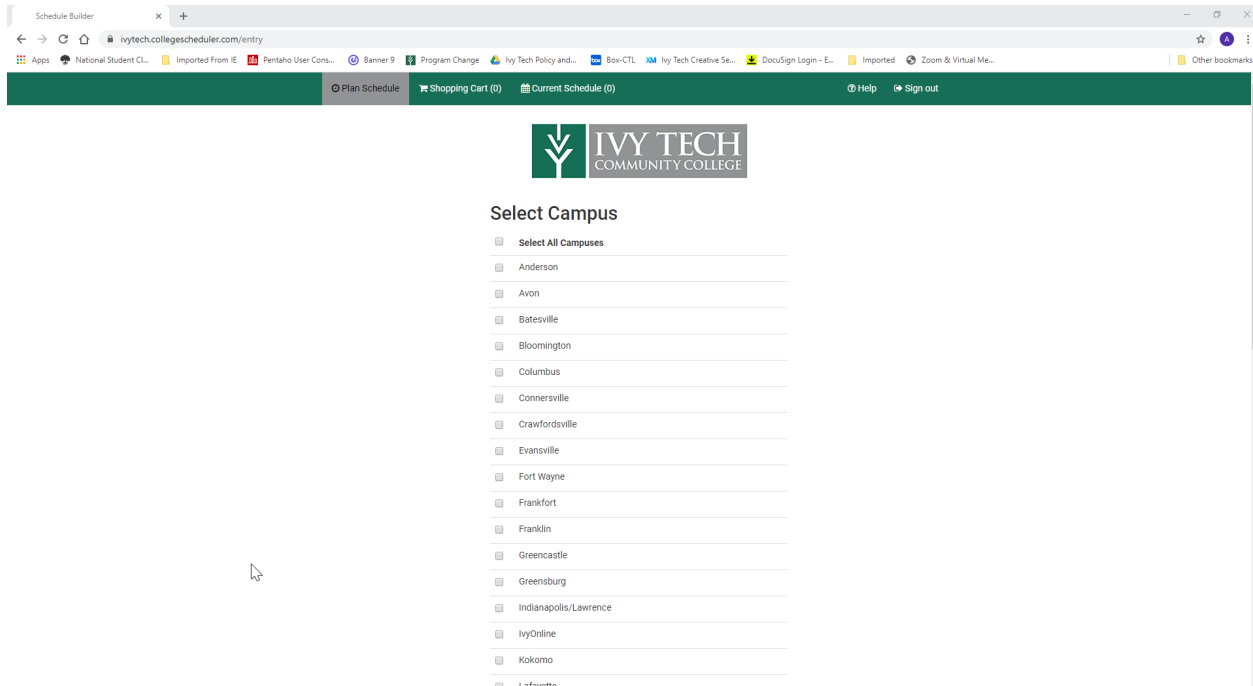 Schedule Builder
ivytech.collegescheduler.com/entry
Apps National Student Cl... Imported From IE Pentaho User Cons... Banner 9 Program Change Ivy Tech Policy and... Box-CTL Ivy Tech Creative Se... DocuSign Login - E... Imported Zoom & Virtual Me... Other bookmarks
Plan Schedule Shopping Cart (0) Current Schedule (0) Help Sign out
IVY TECH
COMMUNITY COLLEGE
Select Campus
Select All Campuses
Anderson
Avon
Batesville
Bloomington
Columbus
Connersville
Crawfordsville
Evansville
Fort Wayne
Frankfort
Franklin
Greencastle
Greensburg
Indianapolis/Lawrence
IvyOnline
Kokomo
Lafayette